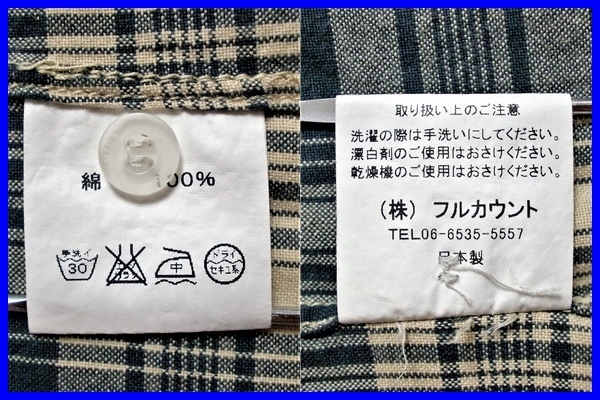 綿 100%
手洗イ
30
中
ドライ
セキユ系
取り扱い上のご注意
洗濯の際は手洗いにしてください。
漂白剤のご使用はおさけください。
乾燥機のご使用はおさけください。
(株) フルカウント
TEL06-6535-5557
日本製